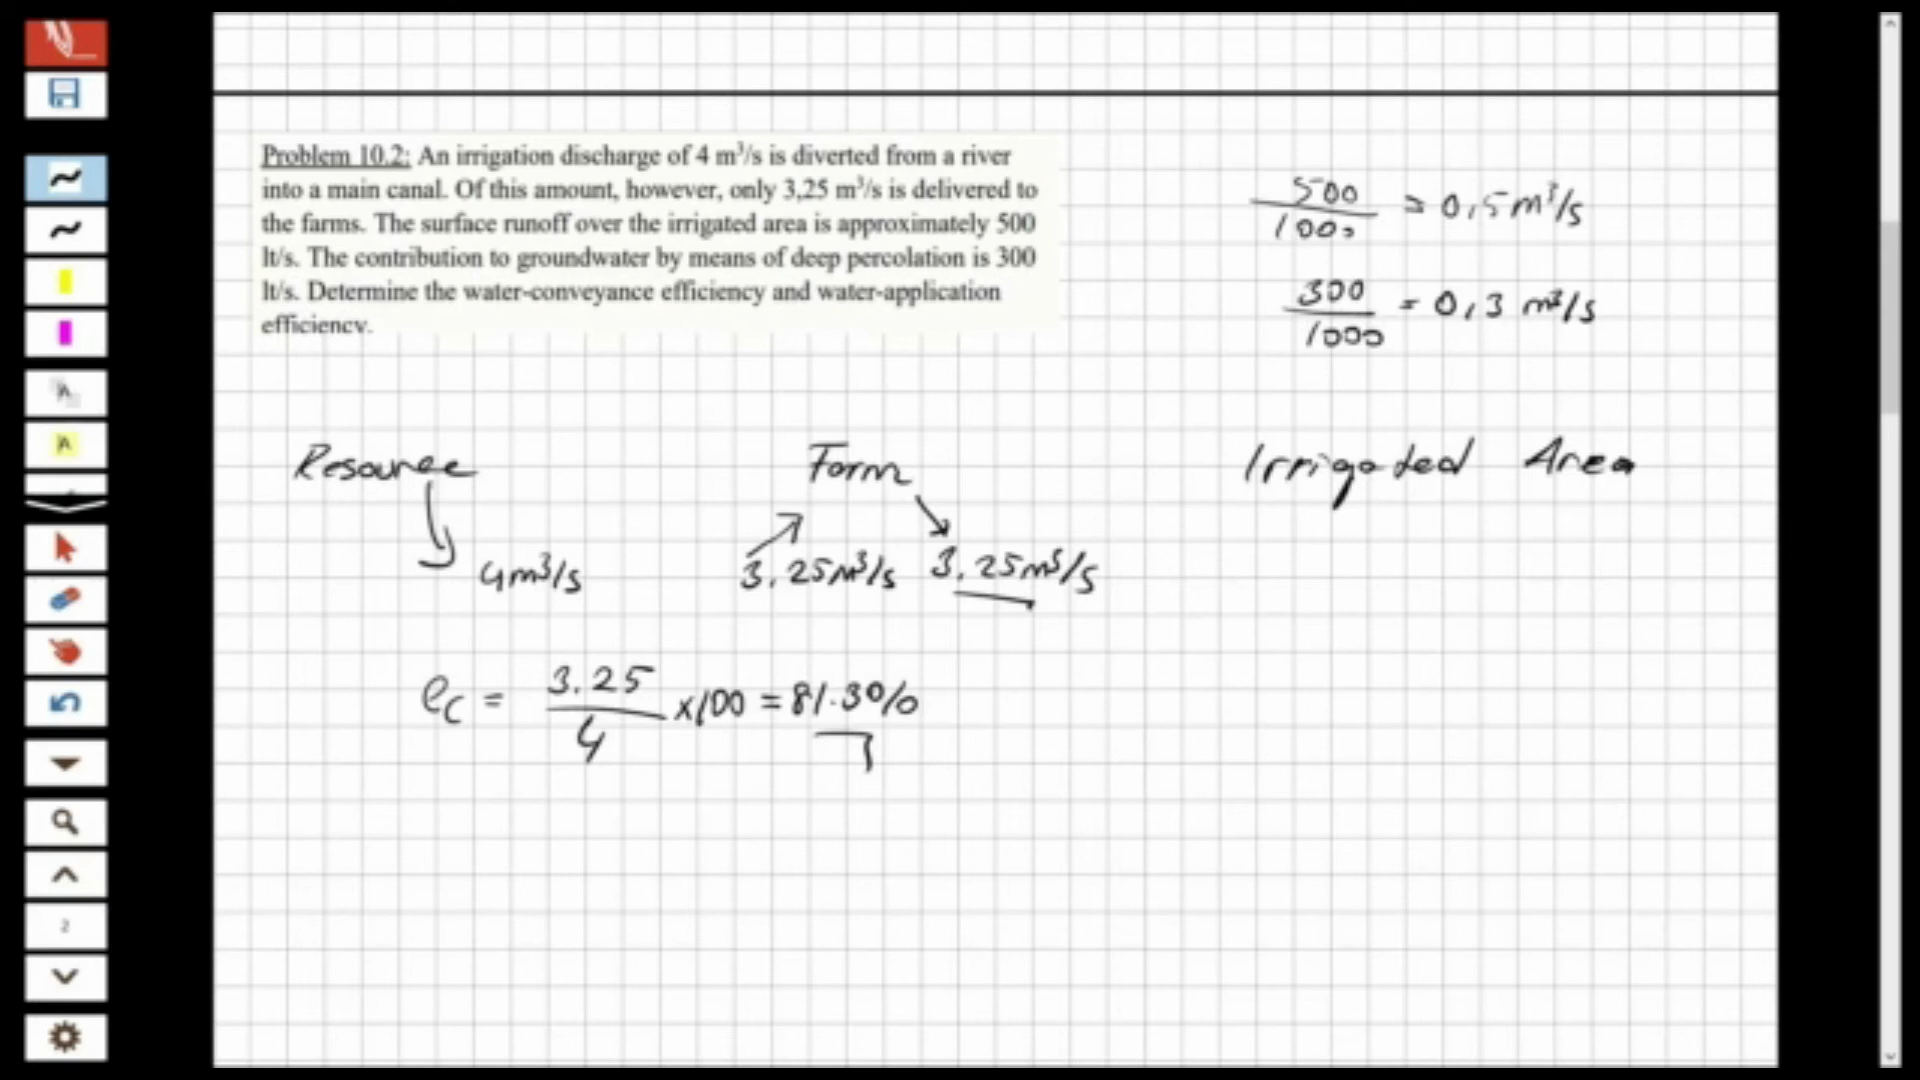 Problem 10.2: An irrigation discharge of 4 m³/s is diverted from a river
into a main canal. Of this amount, however, only 3,25 m³/s is delivered to
the farms. The surface runoff over the irrigated area is approximately 500
lt/s. The contribution to groundwater by means of deep percolation is 300
lt/s. Determine the water-conveyance efficiency and water-application
efficiency.
500/1000 = 0,5 m³/s
300/1000 = 0,3 m³/s
Resource Farm Irrigated Area
4m³/s 3.25m³/s 3.25m³/s
ec = 3.25/4 x100 = 81.3%
2